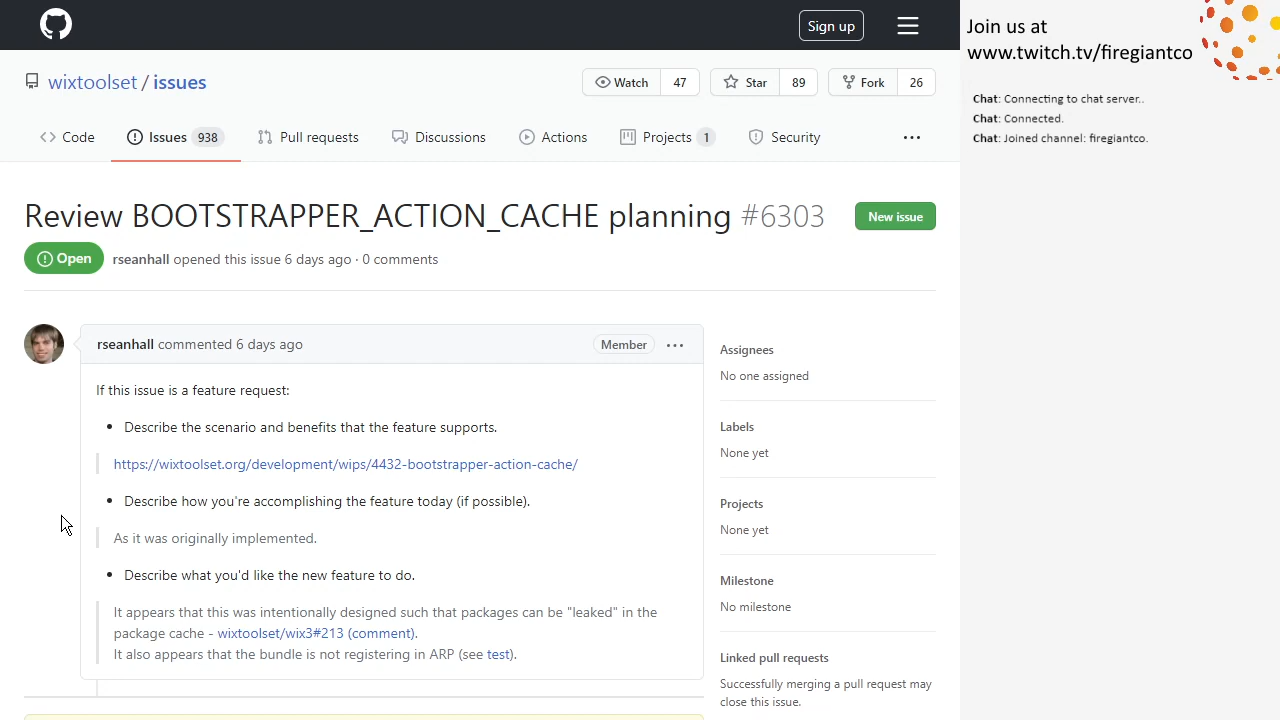 Sign up
Join us at
www.twitch.tv/firegiantco
wixtoolset / issues
Watch 47 Star 89 Fork 26
Chat: Connecting to chat server..
Chat: Connected.
Chat: Joined channel: firegiantco.
Code Issues 938 Pull requests Discussions Actions Projects 1 Security ...
Review BOOTSTRAPPER_ACTION_CACHE planning #6303
New issue
Open rseanhall opened this issue 6 days ago · 0 comments
rseanhall commented 6 days ago Member ...
If this issue is a feature request:
• Describe the scenario and benefits that the feature supports.
https://wixtoolset.org/development/wips/4432-bootstrapper-action-cache/
• Describe how you're accomplishing the feature today (if possible).
As it was originally implemented.
• Describe what you'd like the new feature to do.
It appears that this was intentionally designed such that packages can be "leaked" in the
package cache - wixtoolset/wix3#213 (comment).
It also appears that the bundle is not registering in ARP (see test).
Assignees
No one assigned
Labels
None yet
Projects
None yet
Milestone
No milestone
Linked pull requests
Successfully merging a pull request may
close this issue.